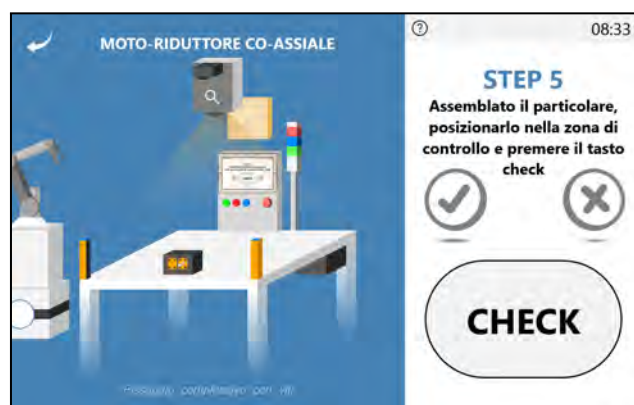 MOTO-RIDUTTORE CO-ASSIALE
08:33
STEP 5
Assemblato il particolare,
posizionarlo nella zona di
controllo e premere il tasto
check
CHECK